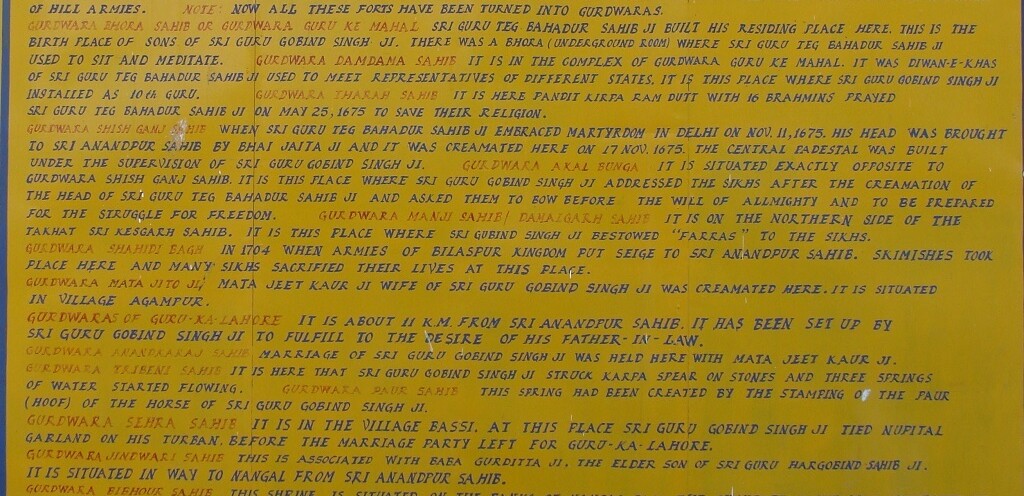 OF HILL ARMIES. NOTE: NOW ALL THESE FORTS HAVE BEEN TURNED INTO GURDWARAS.
GURDWARA BHORA SAHIB OR GURDWARA GURU KE MAHAL SRI GURU TEG BAHADUR SAHIB JI BUILT HIS RESIDING PLACE HERE. THIS IS THE
BIRTH PLACE OF SONS OF SRI GURU GOBIND SINGH JI. THERE WAS A BHORA (UNDERGROUND ROOM) WHERE SRI GURU TEG BAHADUR SAHIB JI
USED TO SIT AND MEDITATE. GURDWARA DAMDAMA SAHIB IT IS IN THE COMPLEX OF GURDWARA GURU KE MAHAL. IT WAS DIWAN-E-KHAS
OF SRI GURU TEG BAHADUR SAHIB JI USED TO MEET REPRESENTATIVES OF DIFFERENT STATES. IT IS THIS PLACE WHERE SRI GURU GOBIND SINGH JI
INSTALLED AS 10th GURU. GURDWARA THARAH SAHIB IT IS HERE PANDIT KIRPA RAM DUTT WITH 16 BRAHMINS PRAYED
SRI GURU TEG BAHADUR SAHIB JI ON MAY 25, 1675 TO SAVE THEIR RELIGION.
GURDWARA SHISH GANJ SAHIB WHEN SRI GURU TEG BAHADUR SAHIB JI EMBRACED MARTYRDOM IN DELHI ON NOV. 11, 1675. HIS HEAD WAS BROUGHT
TO SRI ANANDPUR SAHIB BY BHAI JAITA JI AND IT WAS CREAMATED HERE ON 17 NOV. 1675. THE CENTRAL PADESTAL WAS BUILT
UNDER THE SUPERVISION OF SRI GURU GOBIND SINGH JI. GURDWARA AKAL BUNGA IT IS SITUATED EXACTLY OPPOSITE TO
GURDWARA SHISH GANJ SAHIB. IT IS THIS PLACE WHERE SRI GURU GOBIND SINGH JI ADDRESSED THE SIKHS AFTER THE CREAMATION OF
THE HEAD OF SRI GURU TEG BAHADUR SAHIB JI AND ASKED THEM TO BOW BEFORE THE WILL OF ALLMIGHTY AND TO BE PREPARED
FOR THE STRUGGLE FOR FREEDOM. GURDWARA MANJI SAHIB/ DAMALGARH SAHIB IT IS ON THE NORTHERN SIDE OF THE
TAKHAT SRI KESGARH SAHIB. IT IS THIS PLACE WHERE SRI GOBIND SINGH JI BESTOWED "FARRAS" TO THE SIKHS.
GURDWARA SHAHIDI BAGH IN 1704 WHEN ARMIES OF BILASPUR KINGDOM PUT SEIGE TO SRI ANANDPUR SAHIB. SKIMISHES TOOK
PLACE HERE AND MANY SIKHS SACRIFIED THEIR LIVES AT THIS PLACE.
GURDWARA MATA JITO JI, MATA JEET KAUR JI WIFE OF SRI GURU GOBIND SINGH JI WAS CREAMATED HERE. IT IS SITUATED
IN VILLAGE AGAMPUR.
GURDWARAS OF GURU-KA-LAHORE IT IS ABOUT 11 K.M. FROM SRI ANANDPUR SAHIB. IT HAS BEEN SET UP BY
SRI GURU GOBIND SINGH JI TO FULFILL TO THE DESIRE OF HIS FATHER-IN-LAW.
GURDWARA ANANDKARAJ SAHIB MARRIAGE OF SRI GURU GOBIND SINGH JI WAS HELD HERE WITH MATA JEET KAUR JI.
GURDWARA TRIBENI SAHIB IT IS HERE THAT SRI GURU GOBIND SINGH JI STRUCK KARPA SPEAR ON STONES AND THREE SPRINGS
OF WATER STARTED FLOWING. GURDWARA PAUR SAHIB THIS SPRING HAD BEEN CREATED BY THE STAMPING OF THE PAUR
(HOOF) OF THE HORSE OF SRI GURU GOBIND SINGH JI.
GURDWARA SEHRA SAHIB IT IS IN THE VILLAGE BASSI. AT THIS PLACE SRI GURU GOBIND SINGH JI TIED NUPITAL
GARLAND ON HIS TURBAN. BEFORE THE MARRIAGE PARTY LEFT FOR GURU-KA-LAHORE.
GURDWARA JINDWARI SAHIB THIS IS ASSOCIATED WITH BABA GURDITTA JI, THE ELDER SON OF SRI GURU HARGOBIND SAHIB JI.
IT IS SITUATED IN WAY TO NANGAL FROM SRI ANANDPUR SAHIB.
GURDWARA BIBHOUR SAHIB THIS SHRINE IS SITUATED ON THE